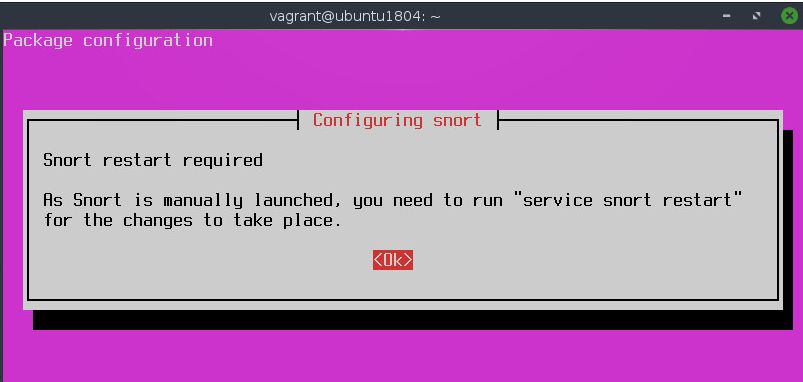 vagrant@ubuntu1804: ~
Package configuration
Configuring snort
Snort restart required
As Snort is manually launched, you need to run "service snort restart"
for the changes to take place.
<Ok>